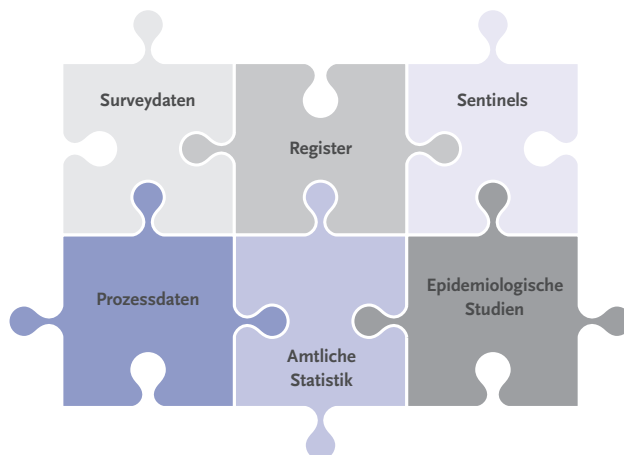 Surveydaten
Register
Sentinels
Prozessdaten
Amtliche
Statistik
Epidemiologische
Studien